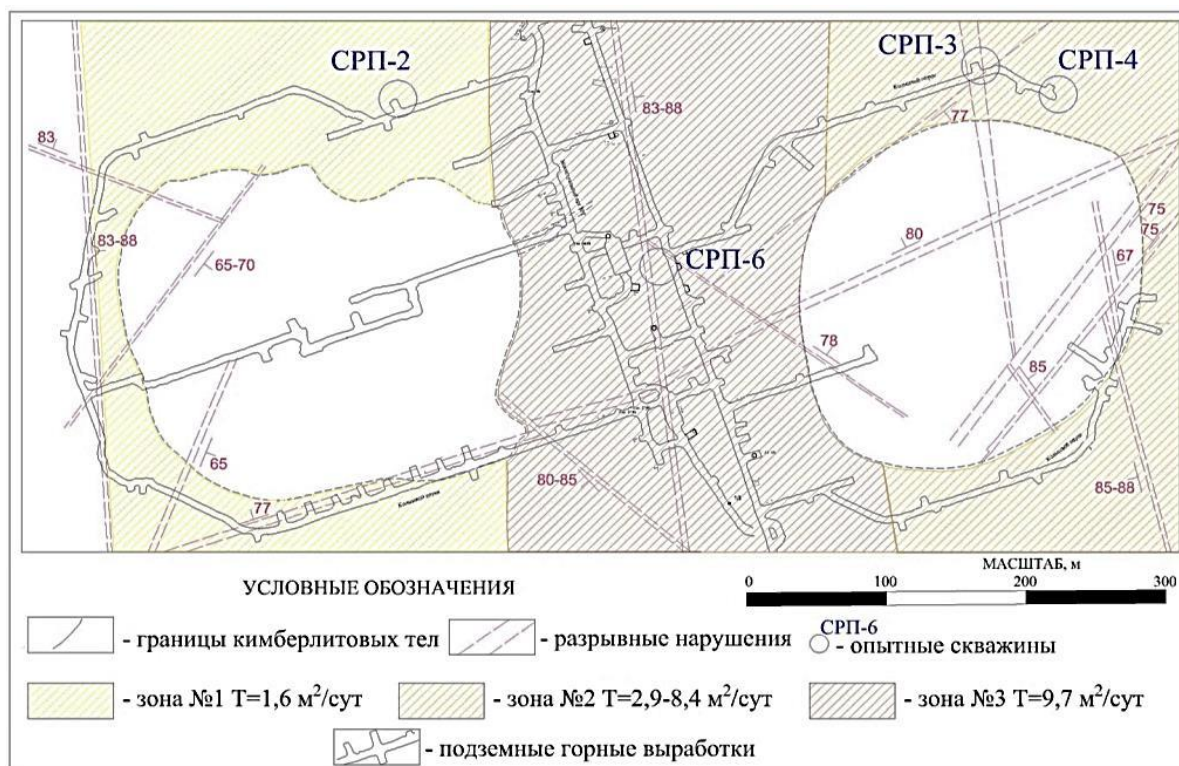 СРП-2
СРП-3
СРП-4
83
83-88
77
83-88
65-70
80
75
75
67
СРП-6
78
85
65
77
80-85
85-88
УСЛОВНЫЕ ОБОЗНАЧЕНИЯ
МАСШТАБ, м
0 100 200 300
- границы кимберлитовых тел
- разрывные нарушения
СРП-6
- опытные скважины
- зона №1 Т=1,6 м²/сут
- зона №2 Т=2,9-8,4 м²/сут
- зона №3 Т=9,7 м²/сут
- подземные горные выработки